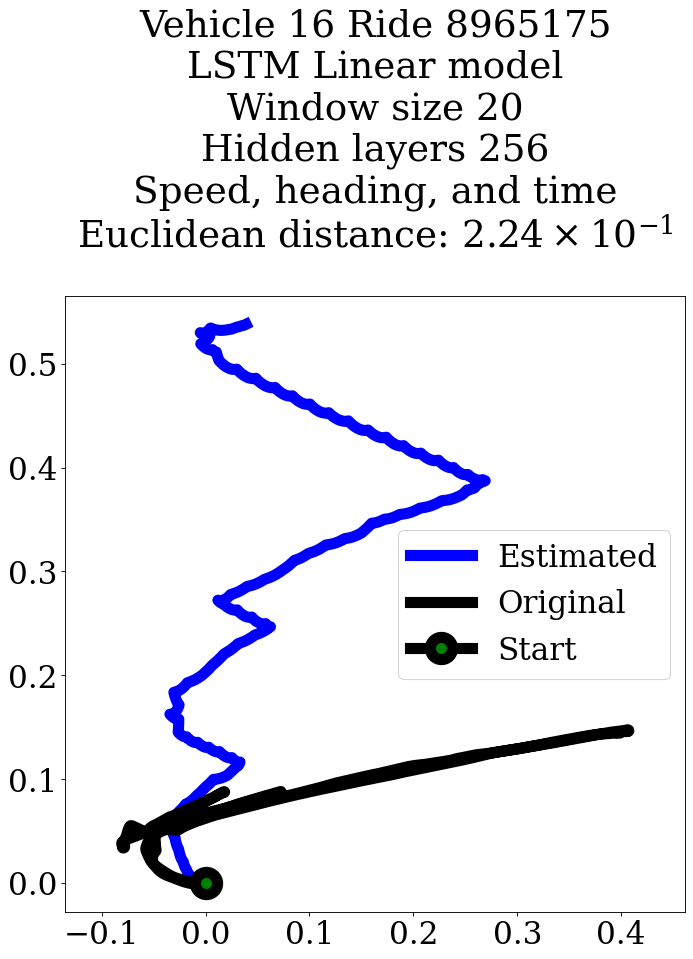 Vehicle 16 Ride 8965175
LSTM Linear model
Window size 20
Hidden layers 256
Speed, heading, and time
Euclidean distance: 2.24 × 10⁻¹
0.5
0.4
0.3
0.2
0.1
0.0
Estimated
Original
Start
−0.1 0.0 0.1 0.2 0.3 0.4